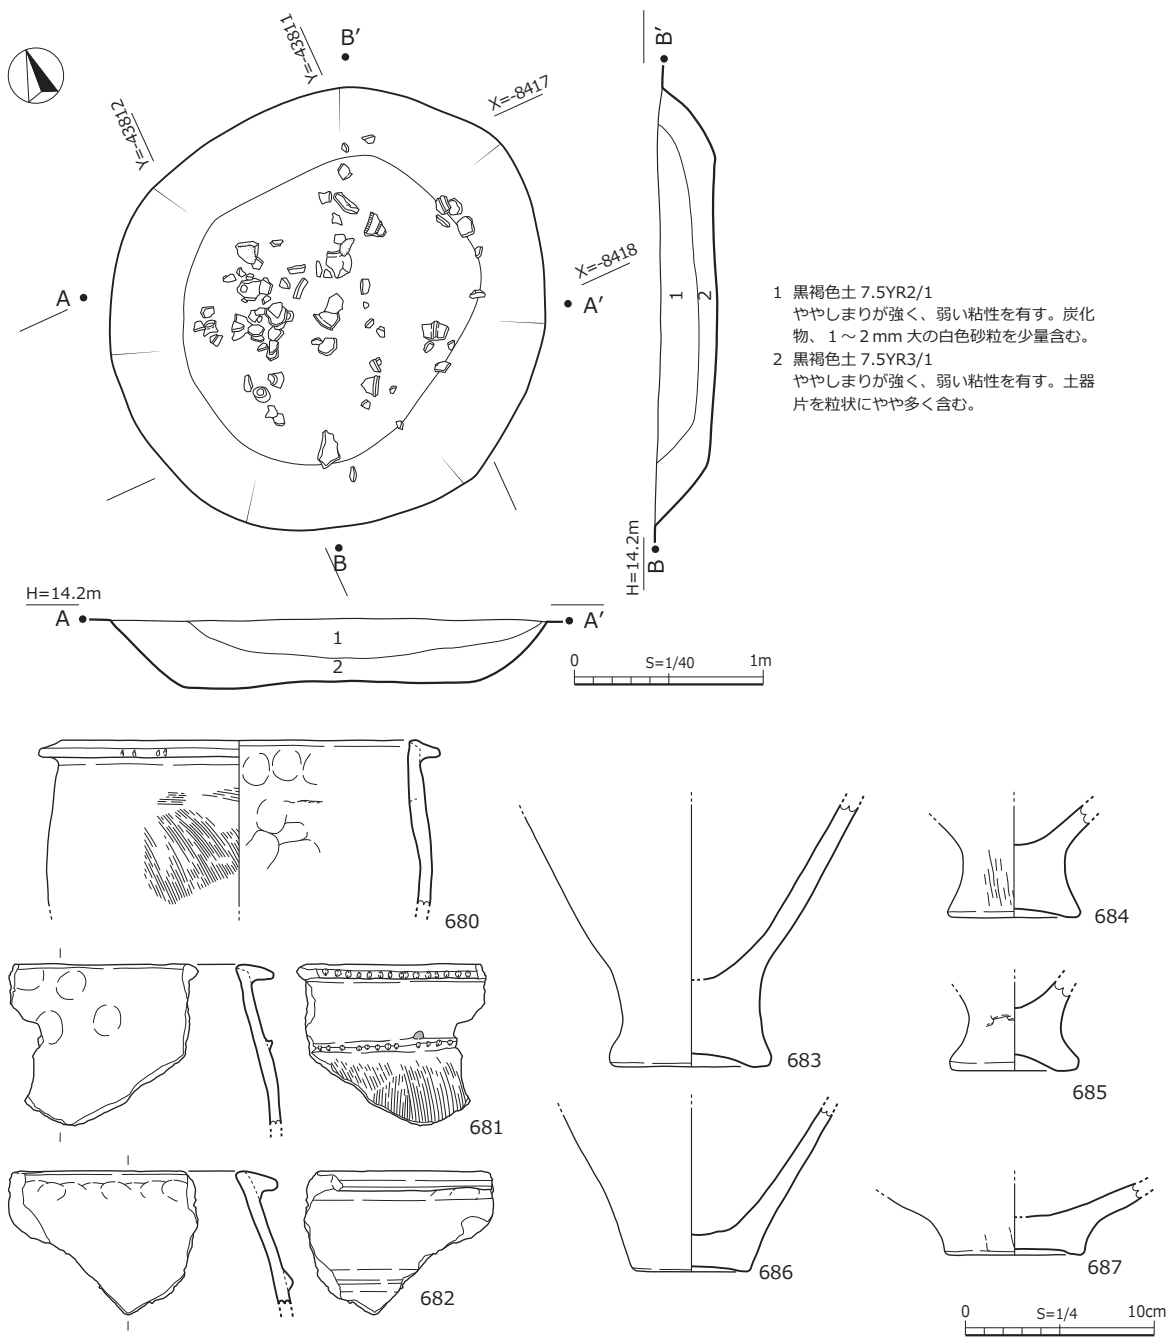 Y=-43811
B′
B′
Y=-43812
X=-8417
X=-8418
A
A′
1
2
1 黒褐色土 7.5YR2/1
ややしまりが強く、弱い粘性を有す。炭化
物、1～2mm 大の白色砂粒を少量含む。
2 黒褐色土 7.5YR3/1
ややしまりが強く、弱い粘性を有す。土器
片を粒状にやや多く含む。
B
H=14.2m
B
H=14.2m
A
A′
1
2
0 S=1/40 1m
680
681
682
683
684
685
686
687
0 S=1/4 10cm